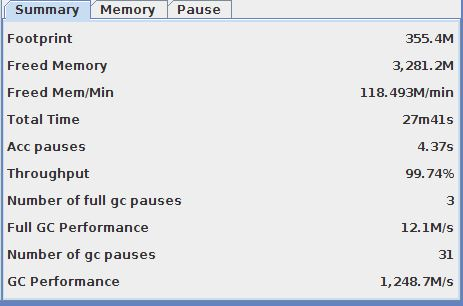 Summary Memory Pause
Footprint 355.4M
Freed Memory 3,281.2M
Freed Mem/Min 118.493M/min
Total Time 27m41s
Acc pauses 4.37s
Throughput 99.74%
Number of full gc pauses 3
Full GC Performance 12.1M/s
Number of gc pauses 31
GC Performance 1,248.7M/s